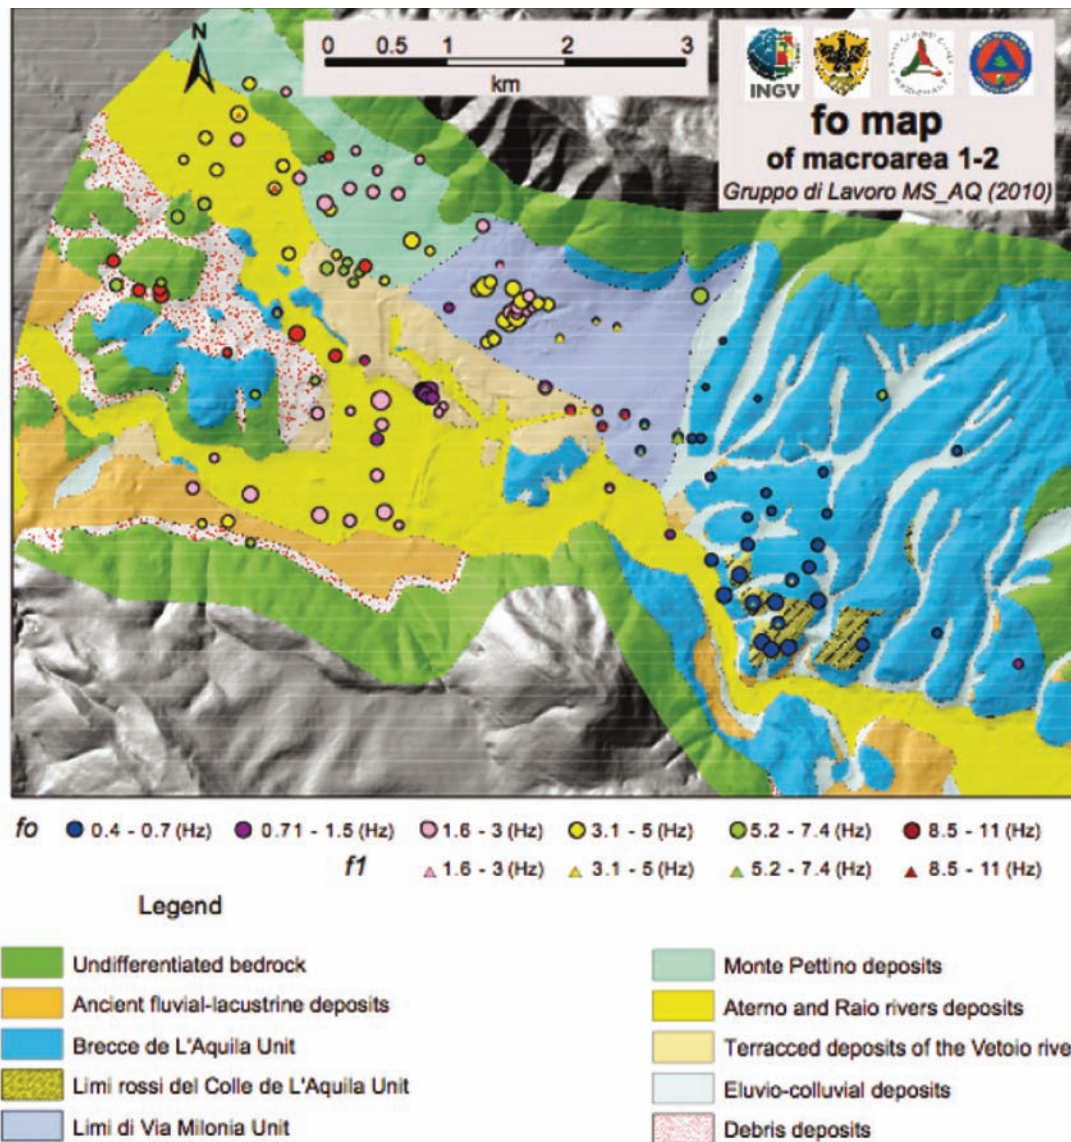 N
0 0.5 1 2 3
km
INGV
fo map
of macroarea 1-2
Gruppo di Lavoro MS_AQ (2010)
fo 0.4 - 0.7 (Hz) 0.71 - 1.5 (Hz) 1.6 - 3 (Hz) 3.1 - 5 (Hz) 5.2 - 7.4 (Hz) 8.5 - 11 (Hz)
f1 1.6 - 3 (Hz) 3.1 - 5 (Hz) 5.2 - 7.4 (Hz) 8.5 - 11 (Hz)
Legend
Undifferentiated bedrock
Ancient fluvial-lacustrine deposits
Brecce de L'Aquila Unit
Limi rossi del Colle de L'Aquila Unit
Limi di Via Milonia Unit
Monte Pettino deposits
Aterno and Raio rivers deposits
Terracced deposits of the Vetoio rive
Eluvio-colluvial deposits
Debris deposits